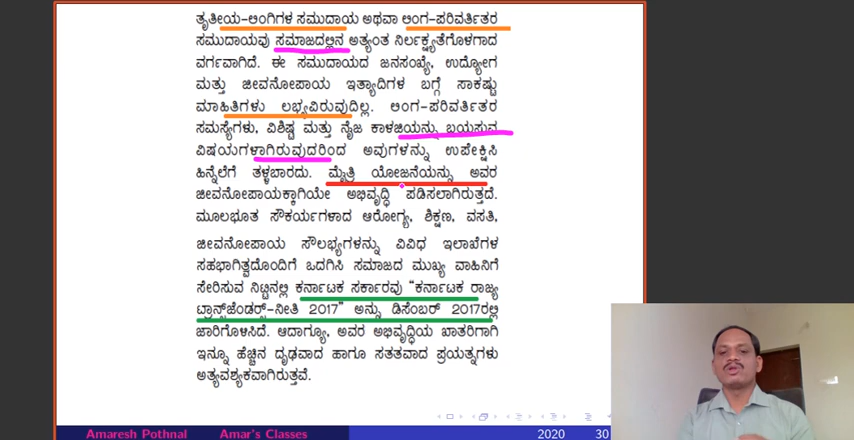 ತೃತೀಯ-ಲಿಂಗಿಗಳ ಸಮುದಾಯ ಅಥವಾ ಲಿಂಗ-ಪರಿವರ್ತಿತರ
ಸಮುದಾಯವು ಸಮಾಜದಲ್ಲಿನ ಅತ್ಯಂತ ನಿರ್ಲಕ್ಷ್ಯತೆಗೊಳಗಾದ
ವರ್ಗವಾಗಿದೆ. ಈ ಸಮುದಾಯದ ಜನಸಂಖ್ಯೆ, ಉದ್ಯೋಗ
ಮತ್ತು ಜೀವನೋಪಾಯ ಇತ್ಯಾದಿಗಳ ಬಗ್ಗೆ ಸಾಕಷ್ಟು
ಮಾಹಿತಿಗಳು ಲಭ್ಯವಿರುವುದಿಲ್ಲ. ಲಿಂಗ-ಪರಿವರ್ತಿತರ
ಸಮಸ್ಯೆಗಳು, ವಿಶಿಷ್ಟ ಮತ್ತು ನೈಜ ಕಾಳಜಿಯನ್ನು ಬಯಸುವ
ವಿಷಯಗಳಾಗಿರುವುದರಿಂದ ಅವುಗಳನ್ನು ಉಪೇಕ್ಷಿಸಿ
ಹಿನ್ನೆಲೆಗೆ ತಳ್ಳಬಾರದು. ಮೈತ್ರಿ ಯೋಜನೆಯನ್ನು ಅವರ
ಜೀವನೋಪಾಯಕ್ಕಾಗಿಯೇ ಅಭಿವೃದ್ಧಿ ಪಡಿಸಲಾಗಿರುತ್ತದೆ.
ಮೂಲಭೂತ ಸೌಕರ್ಯಗಳಾದ ಆರೋಗ್ಯ, ಶಿಕ್ಷಣ, ವಸತಿ,
ಜೀವನೋಪಾಯ ಸೌಲಭ್ಯಗಳನ್ನು ವಿವಿಧ ಇಲಾಖೆಗಳ
ಸಹಭಾಗಿತ್ವದೊಂದಿಗೆ ಒದಗಿಸಿ ಸಮಾಜದ ಮುಖ್ಯ ವಾಹಿನಿಗೆ
ಸೇರಿಸುವ ನಿಟ್ಟಿನಲ್ಲಿ ಕರ್ನಾಟಕ ಸರ್ಕಾರವು "ಕರ್ನಾಟಕ ರಾಜ್ಯ
ಟ್ರಾನ್ಸ್‌ಜೆಂಡರ್ಸ್-ನೀತಿ 2017" ಅನ್ನು ಡಿಸೆಂಬರ್ 2017ರಲ್ಲಿ
ಜಾರಿಗೊಳಿಸಿದೆ. ಆದಾಗ್ಯೂ, ಅವರ ಅಭಿವೃದ್ಧಿಯ ಖಾತರಿಗಾಗಿ
ಇನ್ನೂ ಹೆಚ್ಚಿನ ದೃಢವಾದ ಹಾಗೂ ಸತತವಾದ ಪ್ರಯತ್ನಗಳು
ಅತ್ಯವಶ್ಯಕವಾಗಿರುತ್ತವೆ.
Amaresh Pothnal Amar's Classes 2020 30